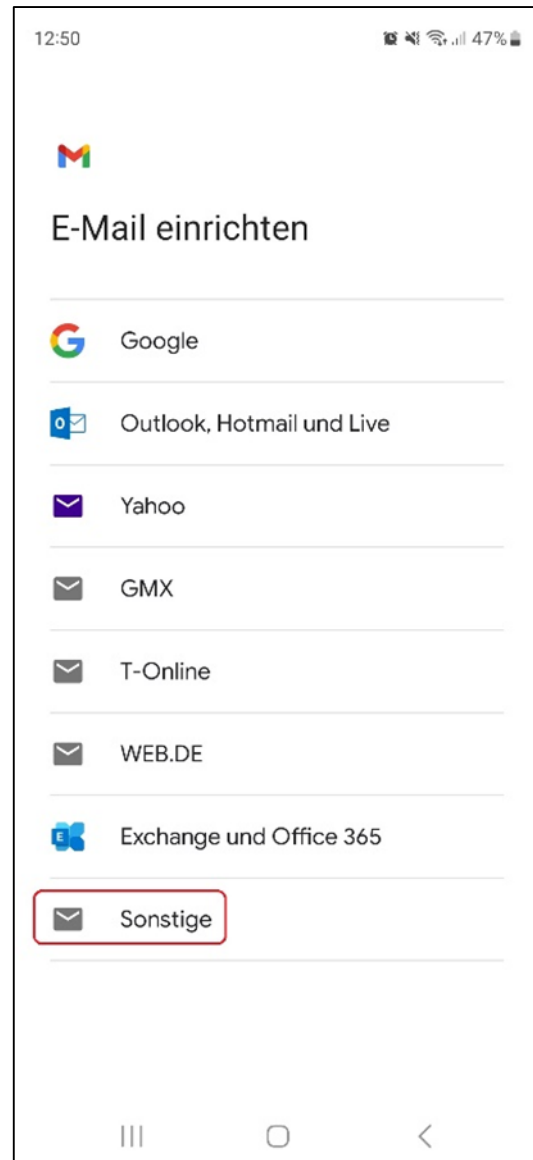 12:50 47%
E-Mail einrichten
Google
Outlook, Hotmail und Live
Yahoo
GMX
T-Online
WEB.DE
Exchange und Office 365
Sonstige